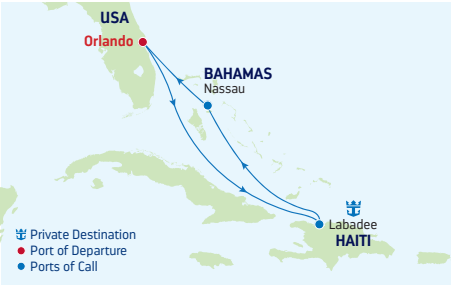 USA
Orlando
BAHAMAS
Nassau
Labadee
HAITI
Private Destination
Port of Departure
Ports of Call